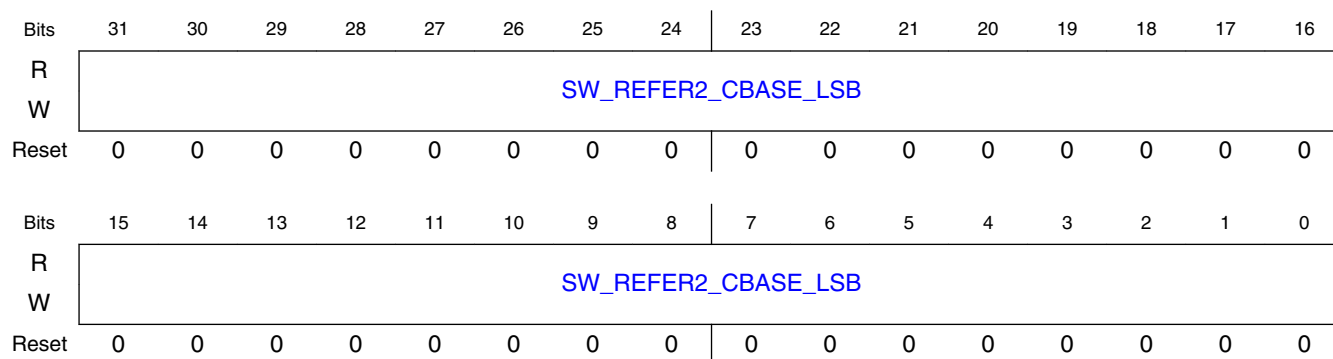 Bits 31 30 29 28 27 26 25 24 23 22 21 20 19 18 17 16
R
SW_REFER2_CBASE_LSB
W
Reset 0 0 0 0 0 0 0 0 0 0 0 0 0 0 0 0
Bits 15 14 13 12 11 10 9 8 7 6 5 4 3 2 1 0
R
SW_REFER2_CBASE_LSB
W
Reset 0 0 0 0 0 0 0 0 0 0 0 0 0 0 0 0